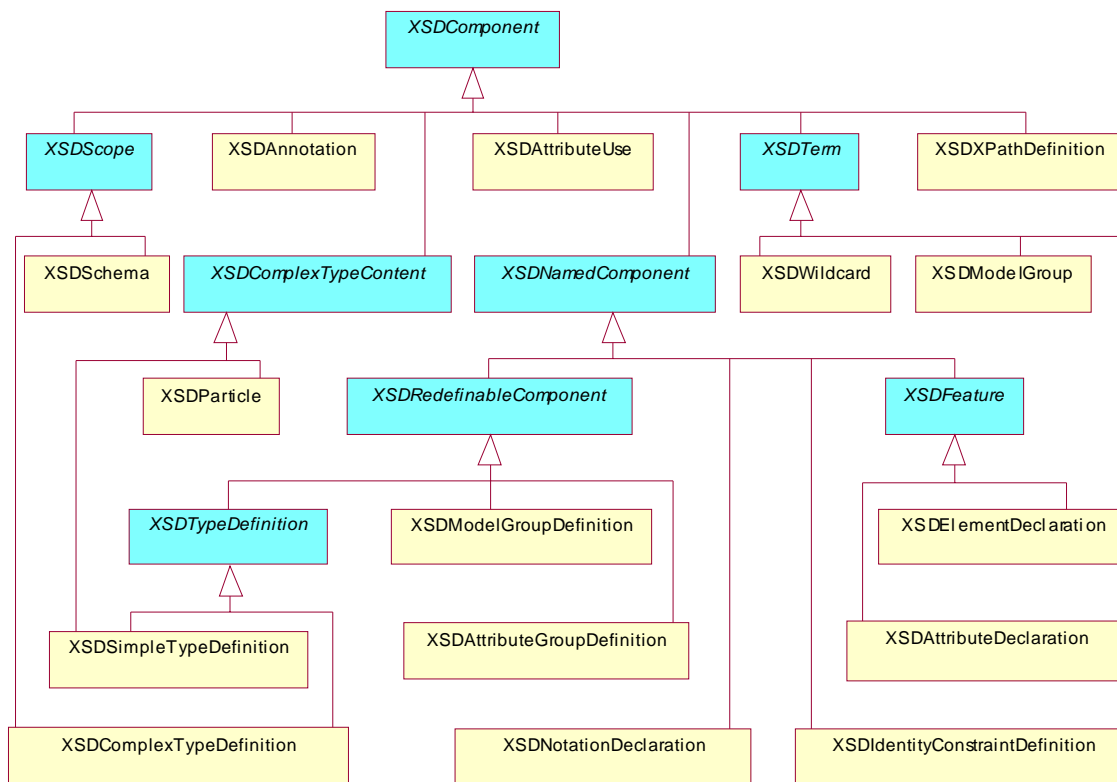 XSDComponent
XSDScope
XSDAnnotation
XSDAttributeUse
XSDTerm
XSDXPathDefinition
XSDSchema
XSDComplexTypeContent
XSDNamedComponent
XSDWildcard
XSDModelGroup
XSDParticle
XSDRedefinableComponent
XSDFeature
XSDTypeDefinition
XSDModelGroupDefinition
XSDElementDeclaration
XSDSimpleTypeDefinition
XSDAttributeGroupDefinition
XSDAttributeDeclaration
XSDComplexTypeDefinition
XSDNotationDeclaration
XSDIdentityConstraintDefinition